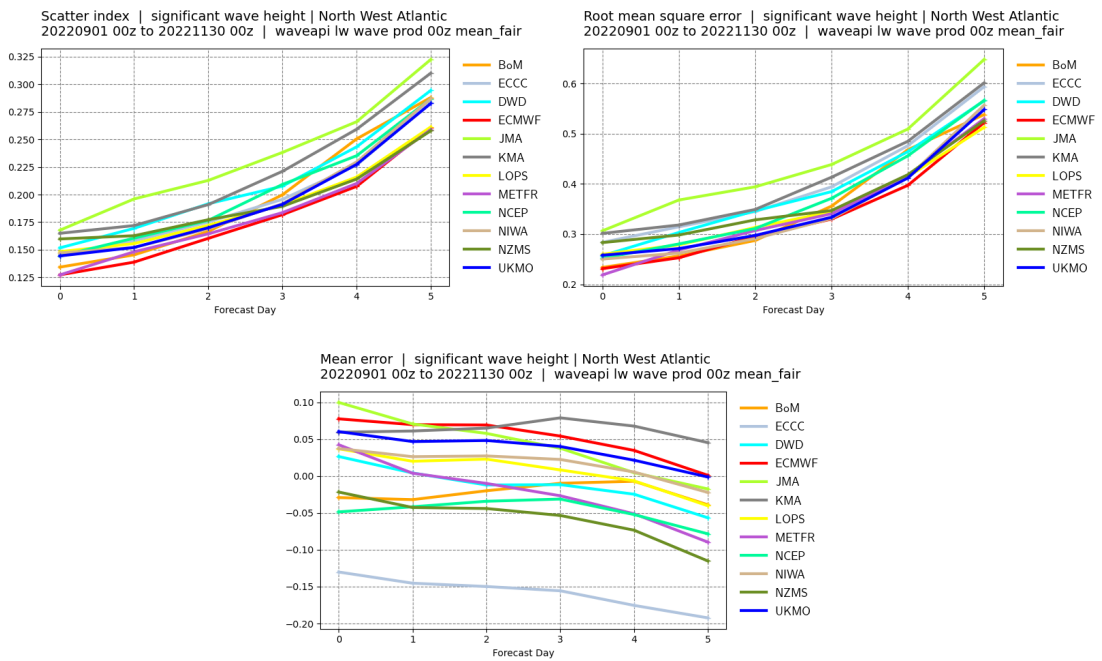 Scatter index | significant wave height | North West Atlantic
20220901 00z to 20221130 00z | waveapi lw wave prod 00z mean_fair
0.325
0.300
0.275
0.250
0.225
0.200
0.175
0.150
0.125
0 1 2 3 4 5
Forecast Day
BoM
ECCC
DWD
ECMWF
JMA
KMA
LOPS
METFR
NCEP
NIWA
NZMS
UKMO
Root mean square error | significant wave height | North West Atlantic
20220901 00z to 20221130 00z | waveapi lw wave prod 00z mean_fair
0.6
0.5
0.4
0.3
0.2
0 1 2 3 4 5
Forecast Day
BoM
ECCC
DWD
ECMWF
JMA
KMA
LOPS
METFR
NCEP
NIWA
NZMS
UKMO
Mean error | significant wave height | North West Atlantic
20220901 00z to 20221130 00z | waveapi lw wave prod 00z mean_fair
0.10
0.05
0.00
−0.05
−0.10
−0.15
−0.20
0 1 2 3 4 5
Forecast Day
BoM
ECCC
DWD
ECMWF
JMA
KMA
LOPS
METFR
NCEP
NIWA
NZMS
UKMO